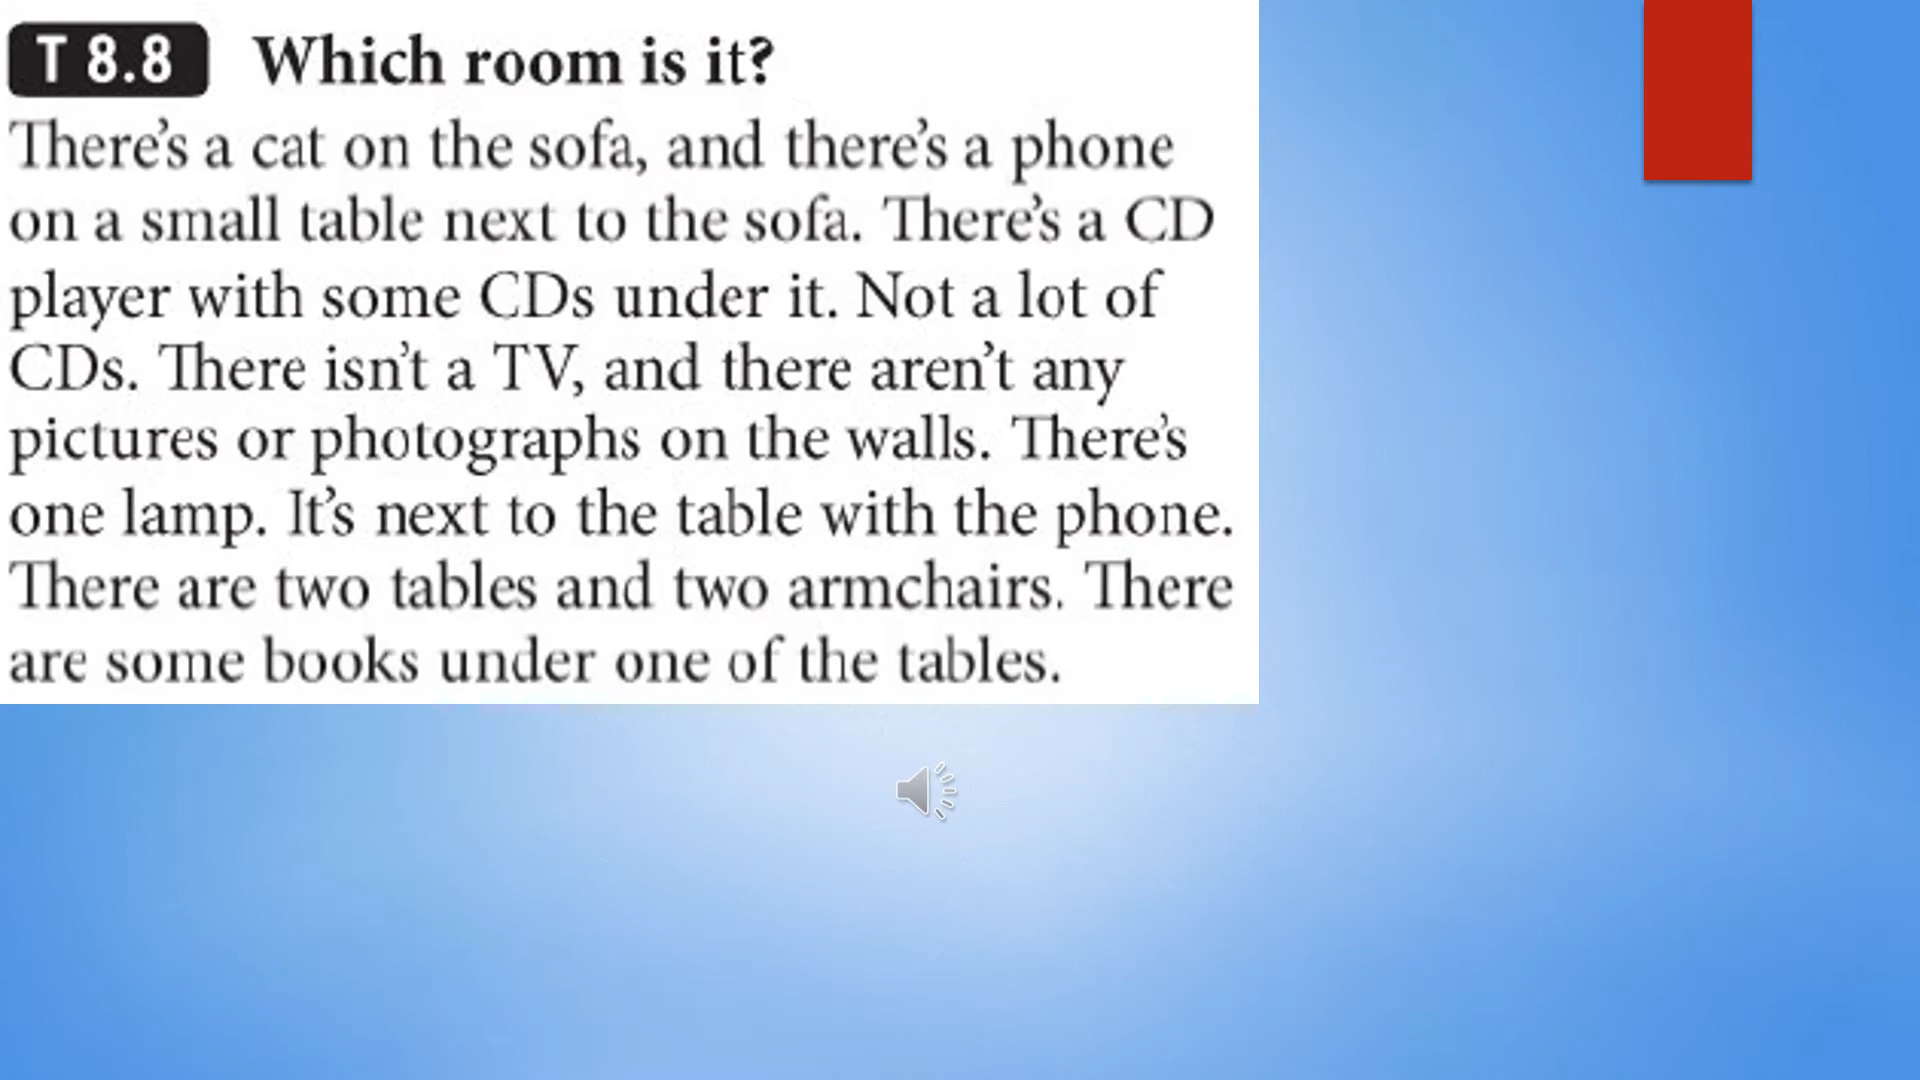 T 8.8 Which room is it?
There's a cat on the sofa, and there's a phone
on a small table next to the sofa. There's a CD
player with some CDs under it. Not a lot of
CDs. There isn't a TV, and there aren't any
pictures or photographs on the walls. There's
one lamp. It's next to the table with the phone.
There are two tables and two armchairs. There
are some books under one of the tables.